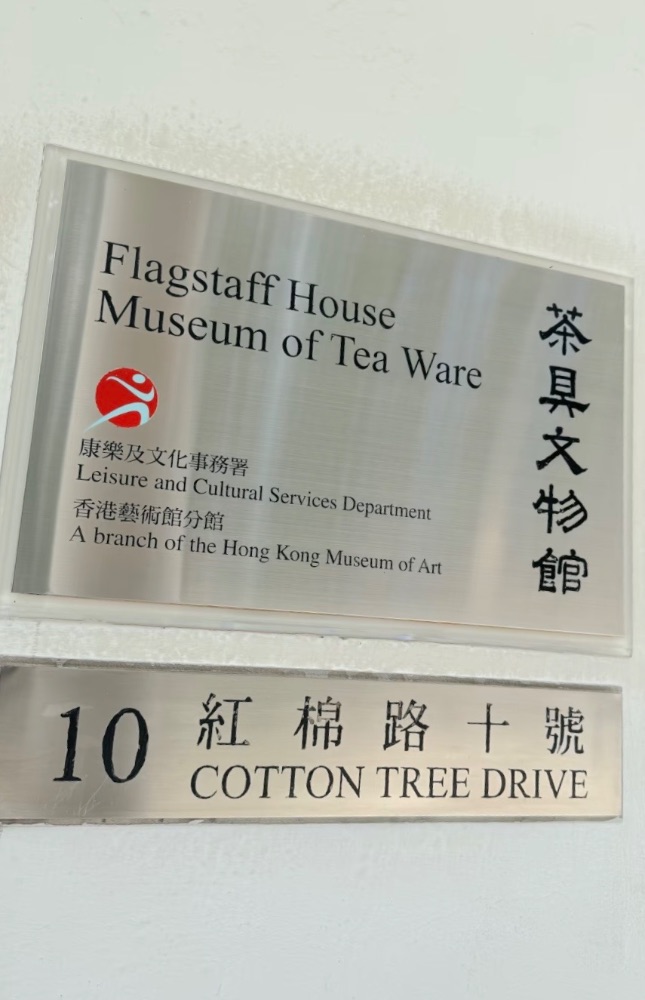 Flagstaff House
Museum of Tea Ware
茶具文物館
康樂及文化事務署
Leisure and Cultural Services Department
香港藝術館分館
A branch of the Hong Kong Museum of Art
10
紅棉路十號
COTTON TREE DRIVE